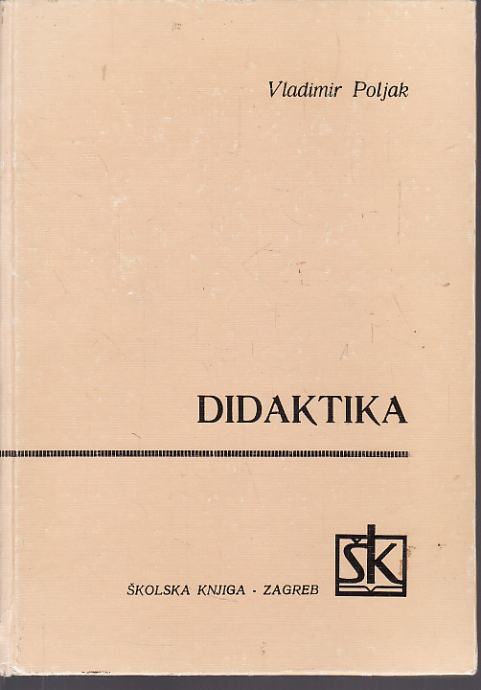 Vladimir Poljak
DIDAKTIKA
ŠK
ŠKOLSKA KNJIGA - ZAGREB